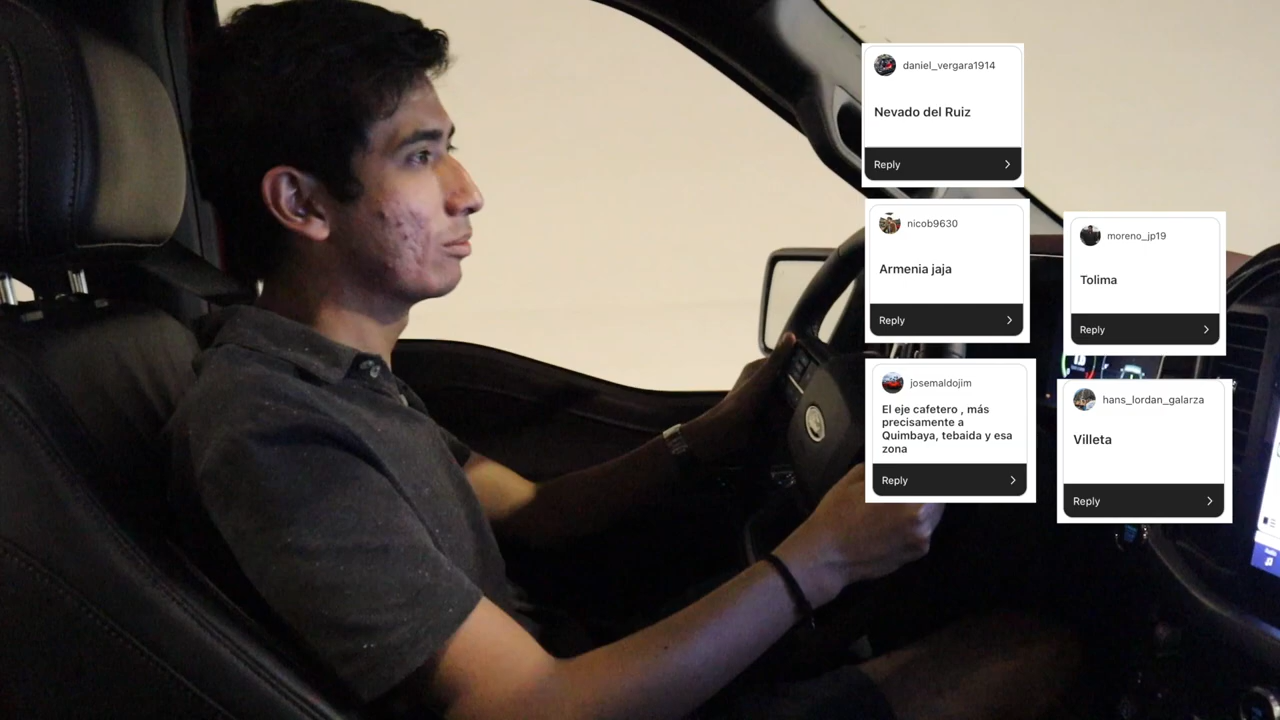 daniel_vergara1914
Nevado del Ruiz
Reply
nicob9630
Armenia jaja
Reply
moreno_jp19
Tolima
Reply
josemaldojim
El eje cafetero , más
precisamente a
Quimbaya, tebaida y esa
zona
Reply
hans_lordan_galarza
Villeta
Reply